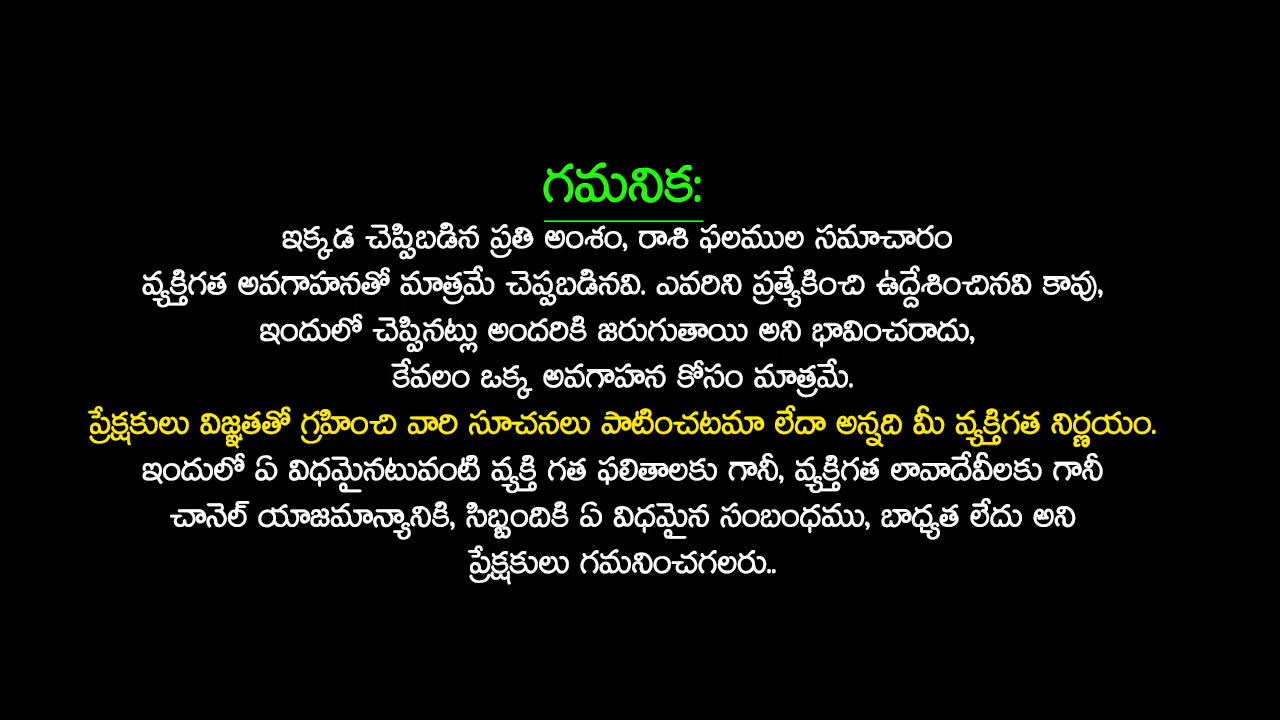 గమనిక:
ఇక్కడ చెప్పిబడిన ప్రతి అంశం, రాశి ఫలముల సమాచారం
వ్యక్తిగత అవగాహనతో మాత్రమే చెప్పబడినవి. ఎవరిని ప్రత్యేకించి ఉద్దేశించినవి కావు,
ఇందులో చెప్పినట్లు అందరికి జరుగుతాయి అని భావించరాదు,
కేవలం ఒక్క అవగాహన కోసం మాత్రమే.
ప్రేక్షకులు విజ్ఞతతో గ్రహించి వారి సూచనలు పాటించటమా లేదా అన్నది మీ వ్యక్తిగత నిర్ణయం.
ఇందులో ఏ విధమైనటువంటి వ్యక్తి గత ఫలితాలకు గానీ, వ్యక్తిగత లావాదేవీలకు గానీ
చానెల్ యాజమాన్యానికి, సిబ్బందికి ఏ విధమైన సంబంధము, బాధ్యత లేదు అని
ప్రేక్షకులు గమనించగలరు..